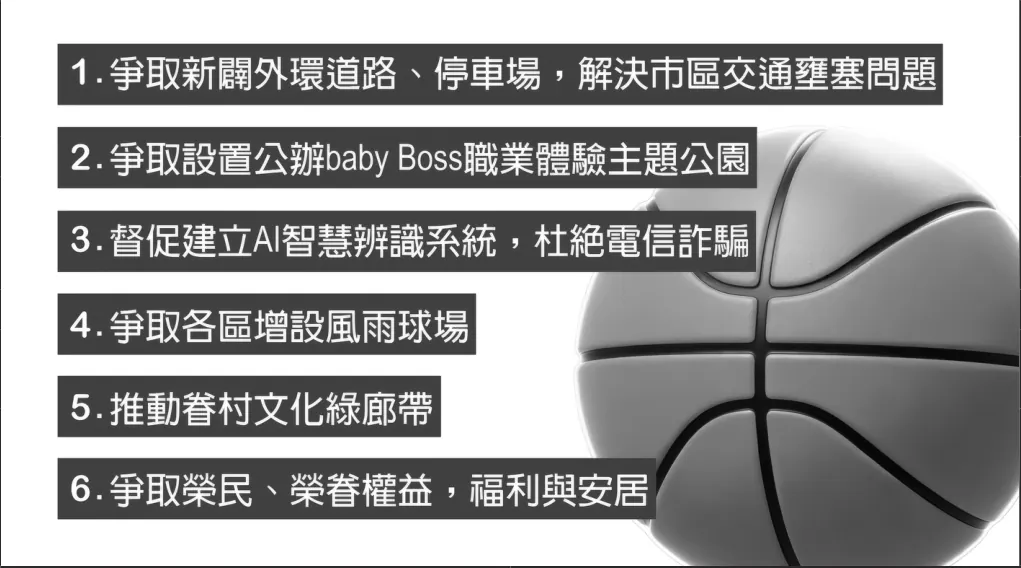 1.爭取新闢外環道路、停車場，解決市區交通壅塞問題
2.爭取設置公辦baby Boss職業體驗主題公園
3.督促建立AI智慧辨識系統，杜絕電信詐騙
4.爭取各區增設風雨球場
5.推動眷村文化綠廊帶
6.爭取榮民、榮眷權益，福利與安居